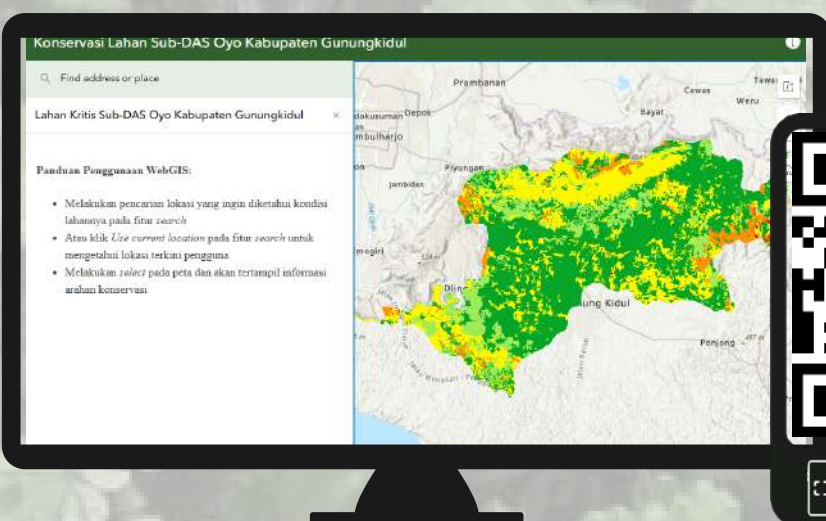 Konservasi Lahan Sub-DAS Oyo Kabupaten Gunungkidul
Find address or place
Lahan Kritis Sub-DAS Oyo Kabupaten Gunungkidul ×
Panduan Penggunaan WebGIS:
• Melakukan pencarian lokasi yang ingin diketahui kondisi
lahannya pada fitur search
• Atau klik Use current location pada fitur search untuk
mengetahui lokasi terkini pengguna
• Melakukan select pada peta dan akan tertampil informasi
arahan konservasi
Prambanan
Cawas
Weru
Depok
Bayat
Piyungan
Jambidan
Dlingo
Ponjong